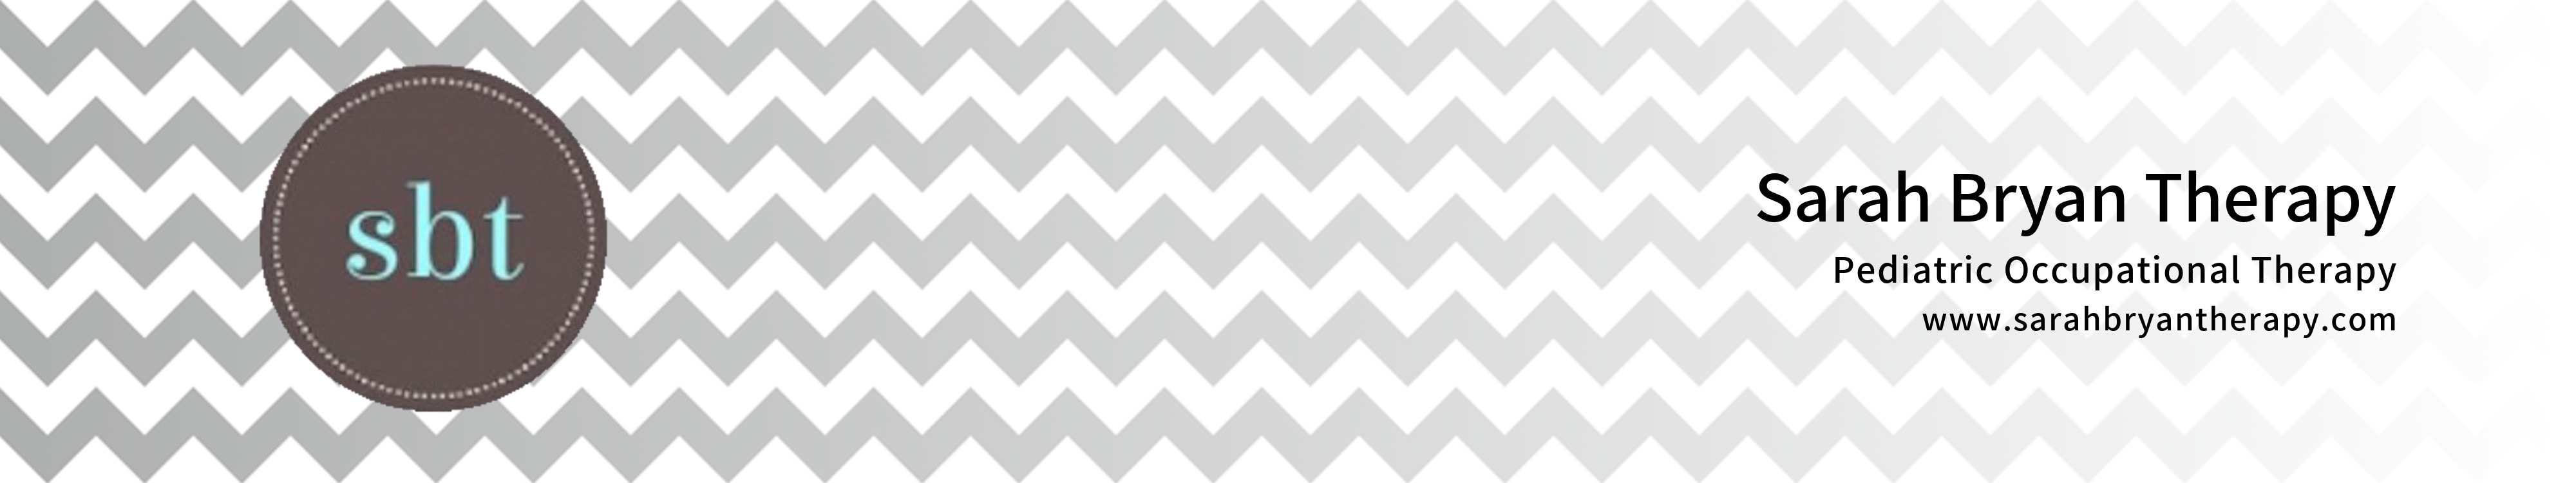 sbt
Sarah Bryan Therapy
Pediatric Occupational Therapy
www.sarahbryantherapy.com